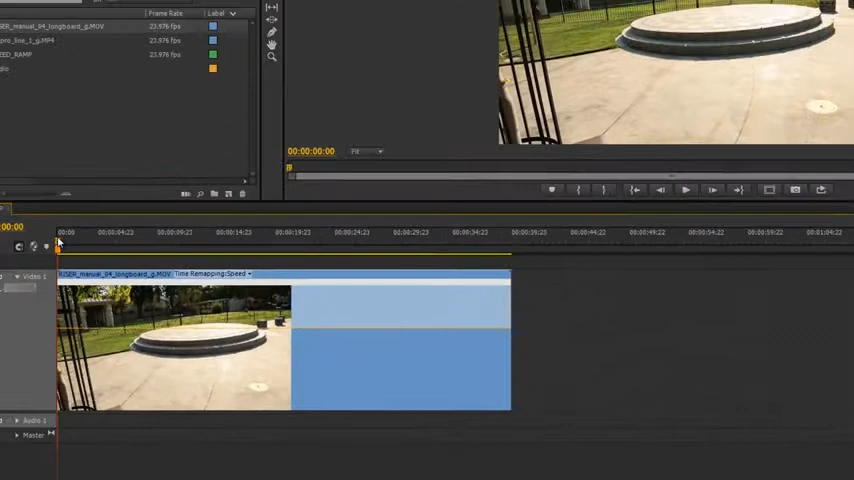 Frame Rate Label
SER_manual_04_longboard_g.MOV 23.976 fps
pro_line_1_g.MP4 23.976 fps
EED_RAMP 23.976 fps
dio
00:00:00:00 Fit
00:00
00:00 00:00:04:23 00:00:09:23 00:00:14:23 00:00:19:23 00:00:24:23 00:00:29:23 00:00:34:23 00:00:39:23 00:00:44:22 00:00:49:22 00:00:54:22 00:00:59:22 00:01:04:22
Video 1 RISER_manual_04_longboard_g.MOV Time Remapping:Speed
Audio 1
Master